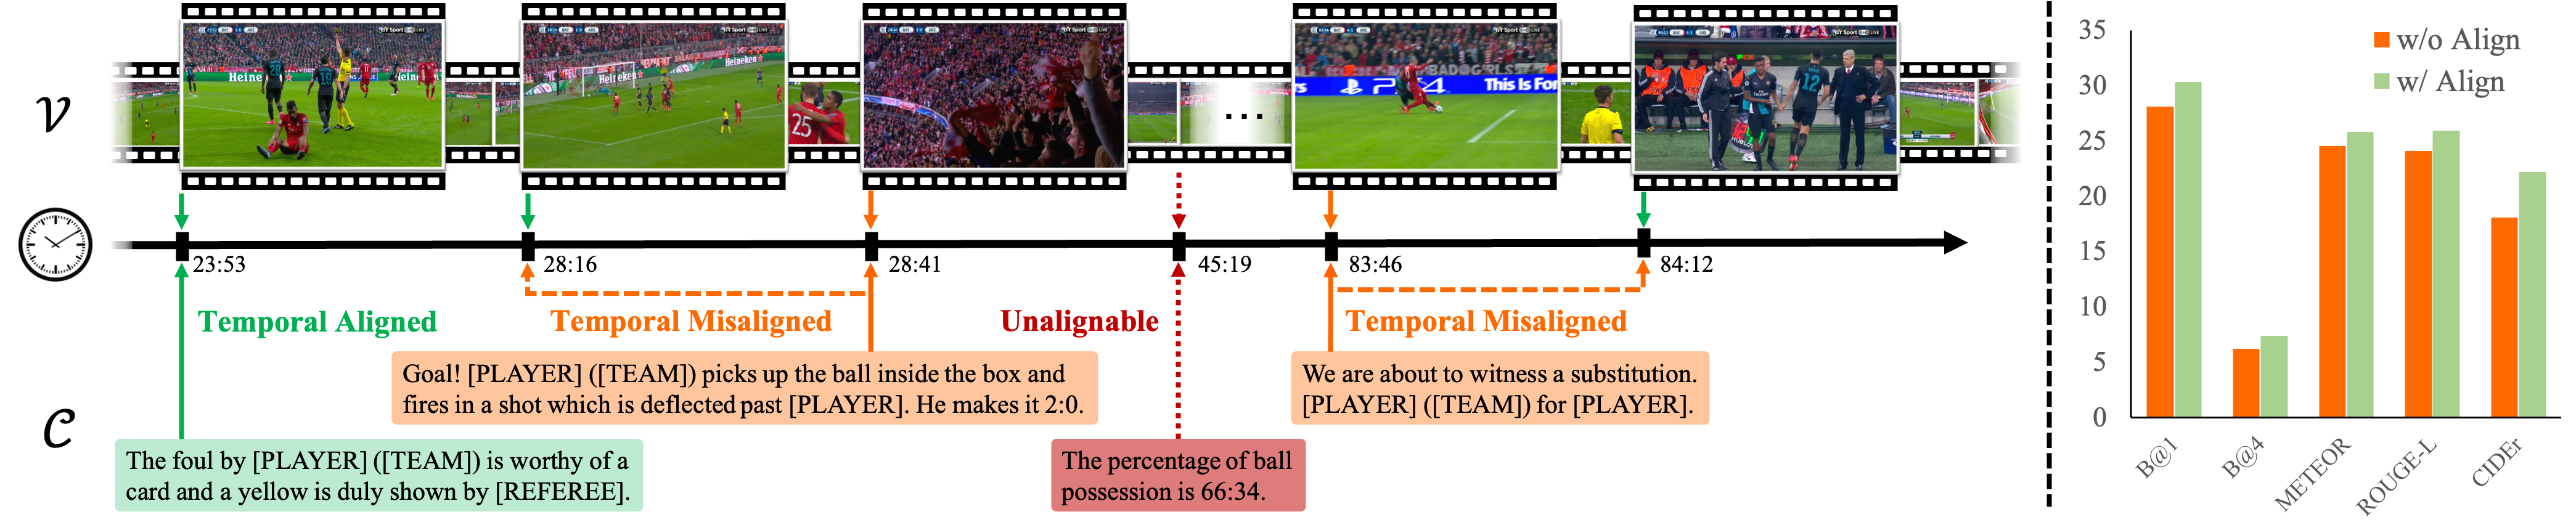 𝒱
Heineken
Heineken
Heineken
25
BAD
This Is For
12
...
23:53
28:16
28:41
45:19
83:46
84:12
Temporal Aligned
Temporal Misaligned
Unalignable
Temporal Misaligned
𝒞
Goal! [PLAYER] ([TEAM]) picks up the ball inside the box and
fires in a shot which is deflected past [PLAYER]. He makes it 2:0.
We are about to witness a substitution.
[PLAYER] ([TEAM]) for [PLAYER].
The foul by [PLAYER] ([TEAM]) is worthy of a
card and a yellow is duly shown by [REFEREE].
The percentage of ball
possession is 66:34.
35
30
25
20
15
10
5
0
w/o Align
w/ Align
B@1
B@4
METEOR
ROUGE-L
CIDEr